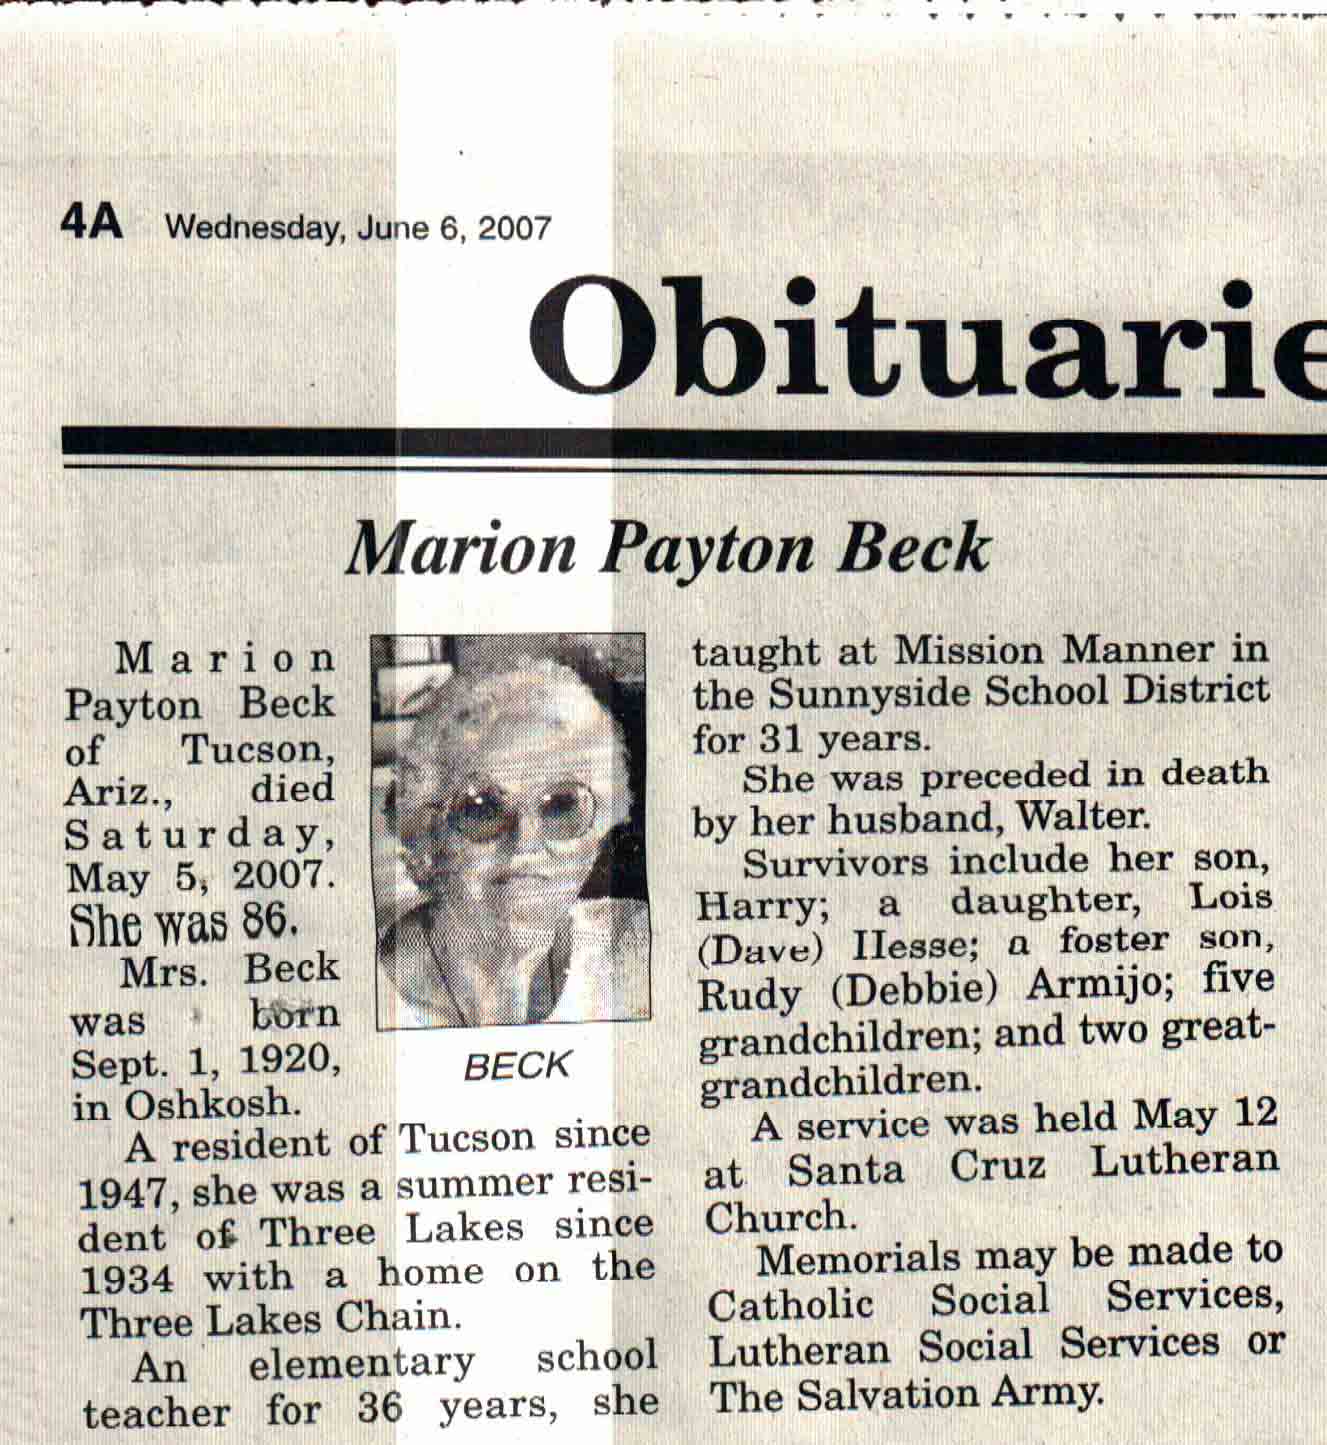 4A Wednesday, June 6, 2007
Obituarie
Marion Payton Beck
Marion
Payton Beck
of Tucson,
Ariz., died
Saturday,
May 5, 2007.
She was 86.
Mrs. Beck
was born
Sept. 1, 1920,
in Oshkosh.
BECK
A resident of Tucson since
1947, she was a summer resi-
dent of Three Lakes since
1934 with a home on the
Three Lakes Chain.
An elementary school
teacher for 36 years, she
taught at Mission Manner in
the Sunnyside School District
for 31 years.
She was preceded in death
by her husband, Walter.
Survivors include her son,
Harry; a daughter, Lois
(Dave) Hesse; a foster son,
Rudy (Debbie) Armijo; five
grandchildren; and two great-
grandchildren.
A service was held May 12
at Santa Cruz Lutheran
Church.
Memorials may be made to
Catholic Social Services,
Lutheran Social Services or
The Salvation Army.